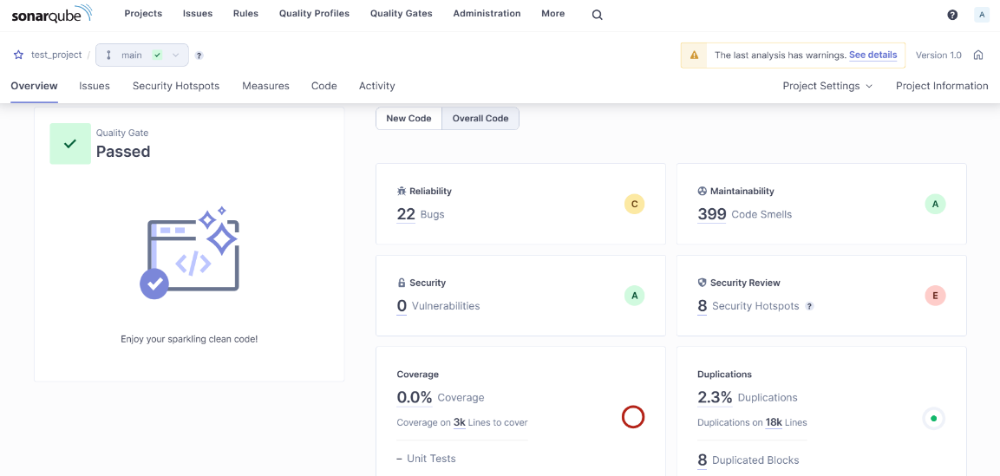 sonarqube Projects Issues Rules Quality Profiles Quality Gates Administration More ? A
test_project / main ? The last analysis has warnings. See details Version 1.0
Overview Issues Security Hotspots Measures Code Activity Project Settings Project Information
Quality Gate
Passed
Enjoy your sparkling clean code!
New Code Overall Code
Reliability
22 Bugs C
Maintainability
399 Code Smells A
Security
0 Vulnerabilities A
Security Review
8 Security Hotspots ? E
Coverage
0.0% Coverage
Coverage on 3k Lines to cover
– Unit Tests
Duplications
2.3% Duplications
Duplications on 18k Lines
8 Duplicated Blocks